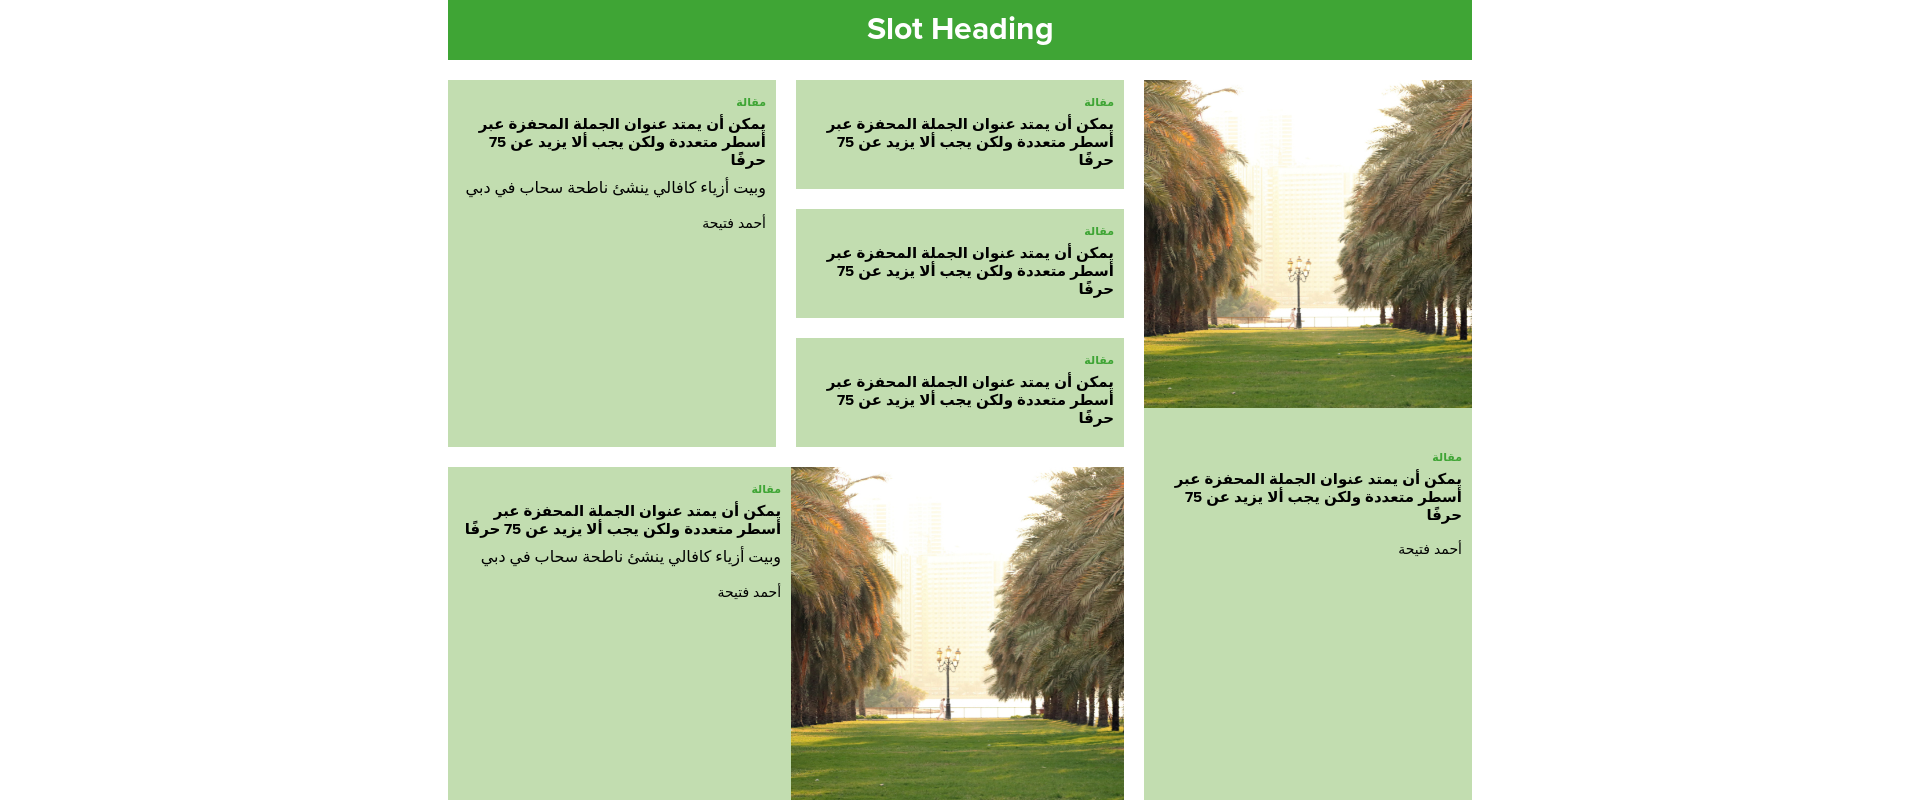 Slot Heading
مقالة
يمكن أن يمتد عنوان الجملة المحفزة عبر
أسطر متعددة ولكن يجب ألا يزيد عن 75
حرفًا
أحمد فتيحة
مقالة
يمكن أن يمتد عنوان الجملة المحفزة عبر
أسطر متعددة ولكن يجب ألا يزيد عن 75
حرفًا
مقالة
يمكن أن يمتد عنوان الجملة المحفزة عبر
أسطر متعددة ولكن يجب ألا يزيد عن 75
حرفًا
مقالة
يمكن أن يمتد عنوان الجملة المحفزة عبر
أسطر متعددة ولكن يجب ألا يزيد عن 75
حرفًا
مقالة
يمكن أن يمتد عنوان الجملة المحفزة عبر
أسطر متعددة ولكن يجب ألا يزيد عن 75
حرفًا
وبيت أزياء كافالي ينشئ ناطحة سحاب في دبي
أحمد فتيحة
مقالة
يمكن أن يمتد عنوان الجملة المحفزة عبر
أسطر متعددة ولكن يجب ألا يزيد عن 75 حرفًا
وبيت أزياء كافالي ينشئ ناطحة سحاب في دبي
أحمد فتيحة